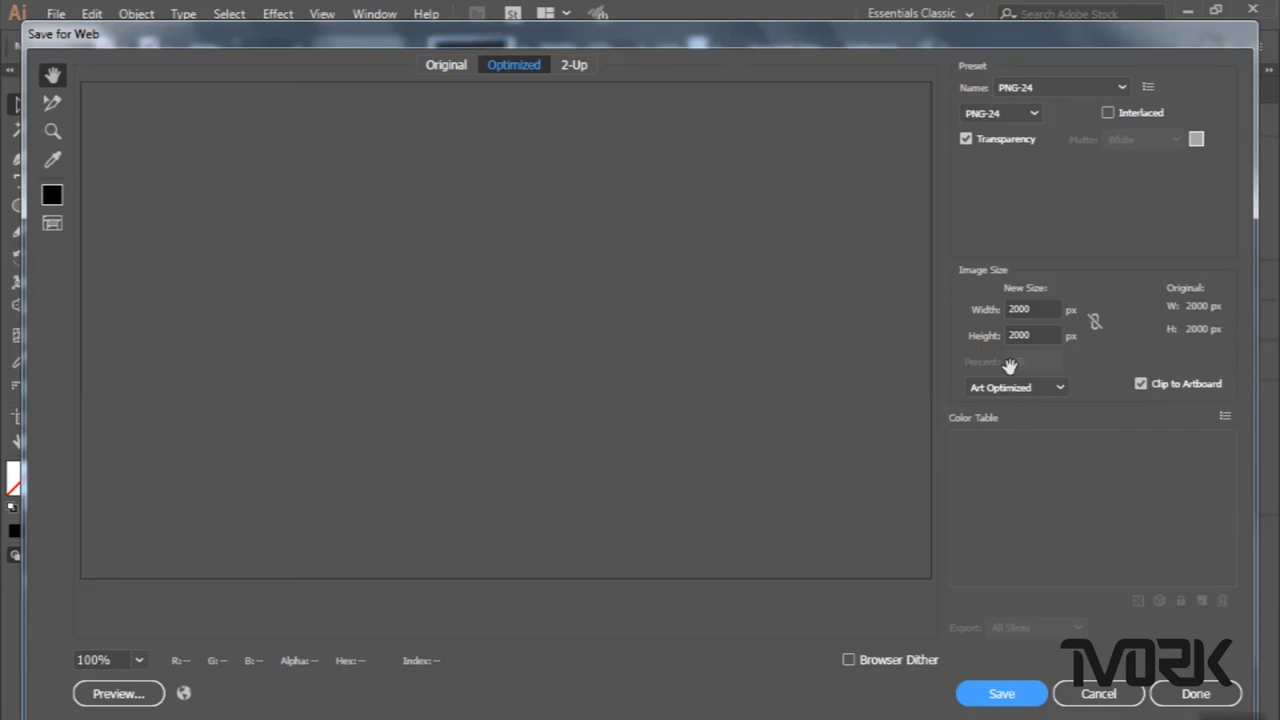 Ai File Edit Object Type Select Effect View Window Help Br St Essentials Classic Search Adobe Stock
Save for Web
Original Optimized 2-Up
Preset
Name: PNG-24
PNG-24 Interlaced
Transparency Matte: White
Image Size
New Size: Original:
Width: 2000 px W: 2000 px
Height: 2000 px H: 2000 px
Percent:
Art Optimized Clip to Artboard
Color Table
Export: All Slices
100% R: -- G: -- B: -- Alpha: -- Hex: -- Index: --
Browser Dither
Preview... Save Cancel Done